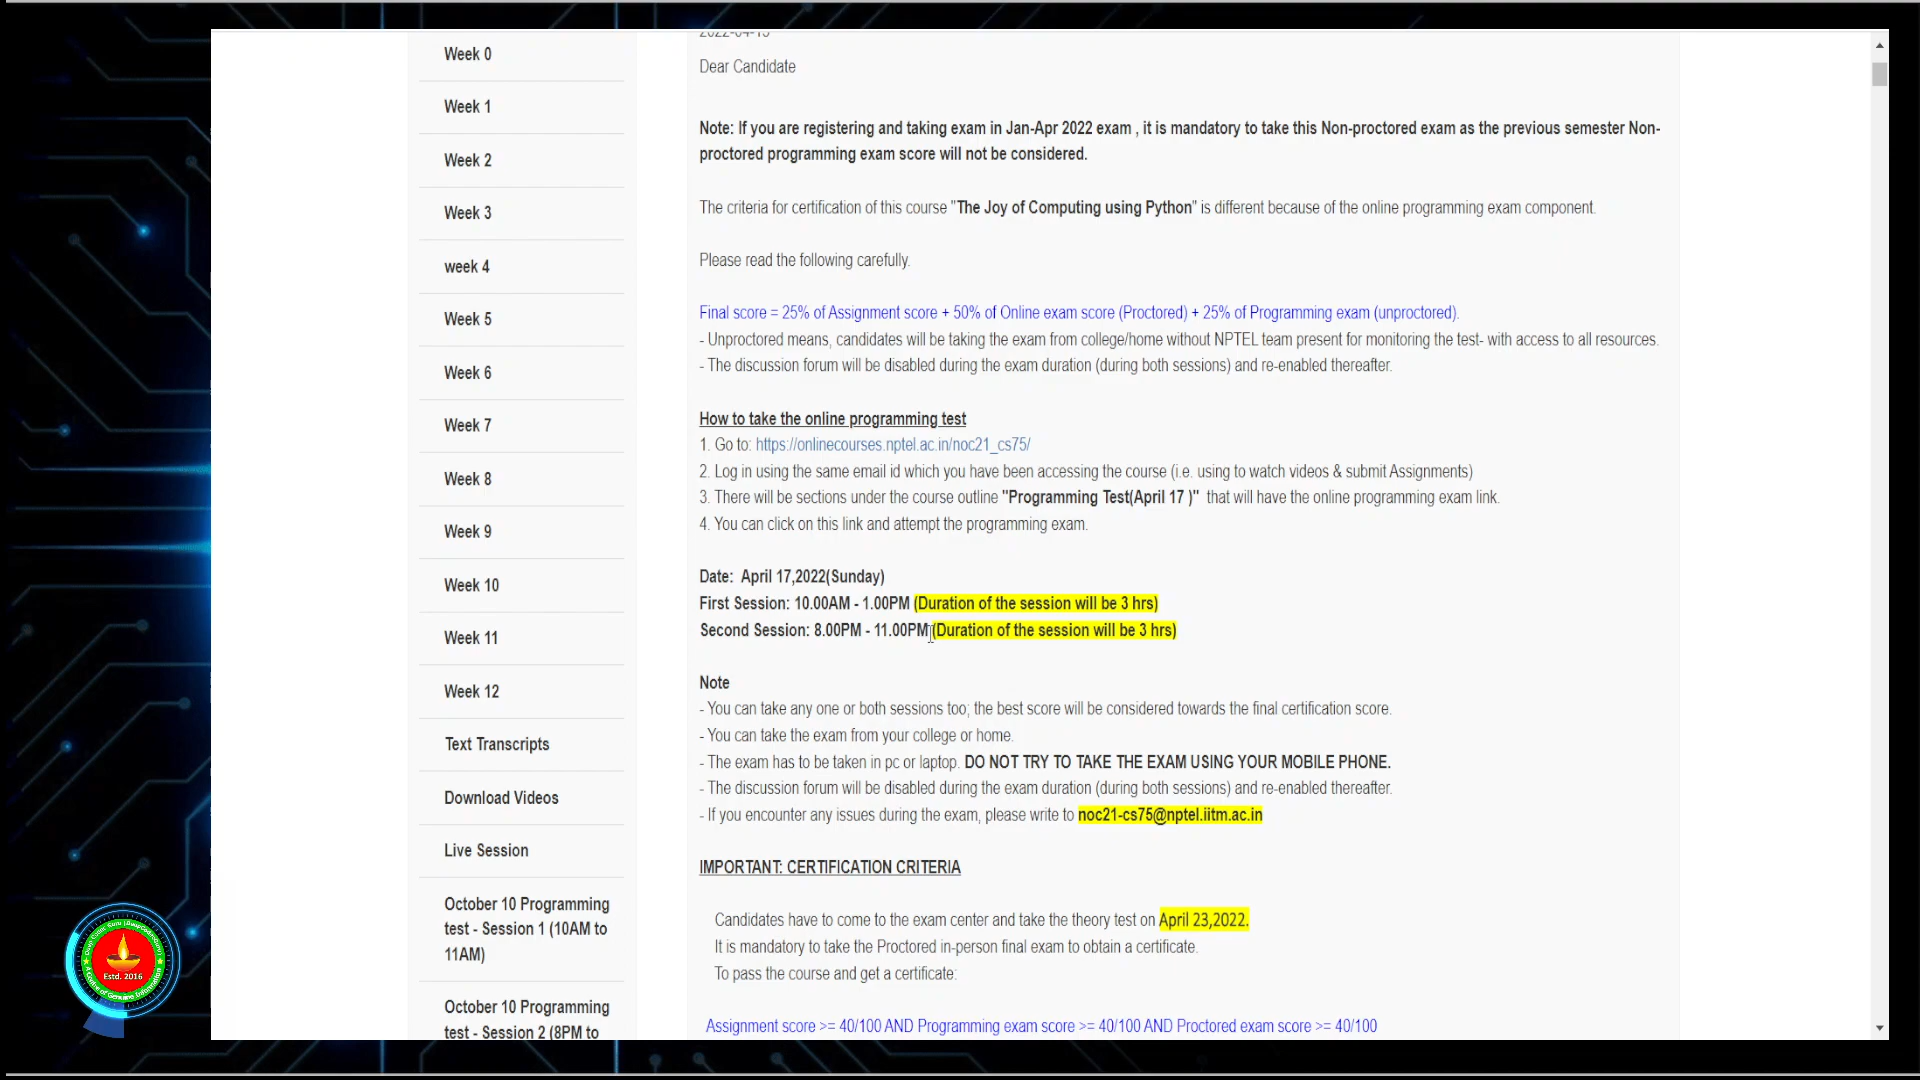 Week 0
Week 1
Week 2
Week 3
week 4
Week 5
Week 6
Week 7
Week 8
Week 9
Week 10
Week 11
Week 12
Text Transcripts
Download Videos
Live Session
October 10 Programming
test - Session 1 (10AM to
11AM)
October 10 Programming
test - Session 2 (8PM to
2022-04-15
Dear Candidate
Note: If you are registering and taking exam in Jan-Apr 2022 exam , it is mandatory to take this Non-proctored exam as the previous semester Non-
proctored programming exam score will not be considered.
The criteria for certification of this course "The Joy of Computing using Python" is different because of the online programming exam component.
Please read the following carefully.
Final score = 25% of Assignment score + 50% of Online exam score (Proctored) + 25% of Programming exam (unproctored).
- Unproctored means, candidates will be taking the exam from college/home without NPTEL team present for monitoring the test- with access to all resources.
- The discussion forum will be disabled during the exam duration (during both sessions) and re-enabled thereafter.
How to take the online programming test
1. Go to: https://onlinecourses.nptel.ac.in/noc21_cs75/
2. Log in using the same email id which you have been accessing the course (i.e. using to watch videos & submit Assignments)
3. There will be sections under the course outline "Programming Test(April 17 )" that will have the online programming exam link.
4. You can click on this link and attempt the programming exam.
Date: April 17,2022(Sunday)
First Session: 10.00AM - 1.00PM (Duration of the session will be 3 hrs)
Second Session: 8.00PM - 11.00PM (Duration of the session will be 3 hrs)
Note
- You can take any one or both sessions too; the best score will be considered towards the final certification score.
- You can take the exam from your college or home.
- The exam has to be taken in pc or laptop. DO NOT TRY TO TAKE THE EXAM USING YOUR MOBILE PHONE.
- The discussion forum will be disabled during the exam duration (during both sessions) and re-enabled thereafter.
- If you encounter any issues during the exam, please write to noc21-cs75@nptel.iitm.ac.in
IMPORTANT: CERTIFICATION CRITERIA
Candidates have to come to the exam center and take the theory test on April 23,2022.
It is mandatory to take the Proctored in-person final exam to obtain a certificate.
To pass the course and get a certificate:
Assignment score >= 40/100 AND Programming exam score >= 40/100 AND Proctored exam score >= 40/100
Estd. 2016
A Centre of Genuine Information